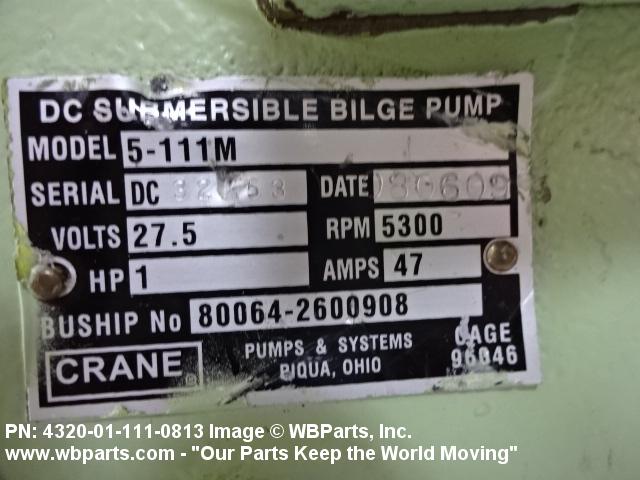 DC SUBMERSIBLE BILGE PUMP
MODEL 5-111M
SERIAL DC DATE
VOLTS 27.5 RPM 5300
HP 1 AMPS 47
BUSHIP No 80064-2600908
CRANE PUMPS & SYSTEMS CAGE
PIQUA, OHIO 96846
PN: 4320-01-111-0813 Image © WBParts, Inc.
www.wbparts.com - "Our Parts Keep the World Moving"